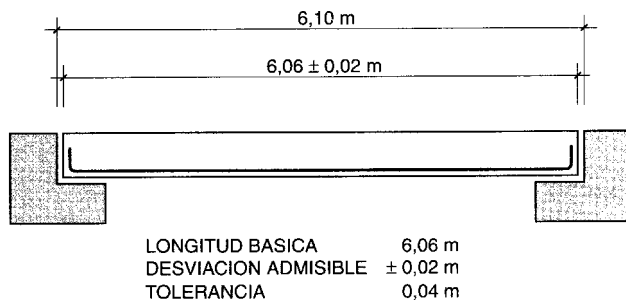 6,10 m
6,06 ± 0,02 m
LONGITUD BASICA 6,06 m
DESVIACION ADMISIBLE ± 0,02 m
TOLERANCIA 0,04 m